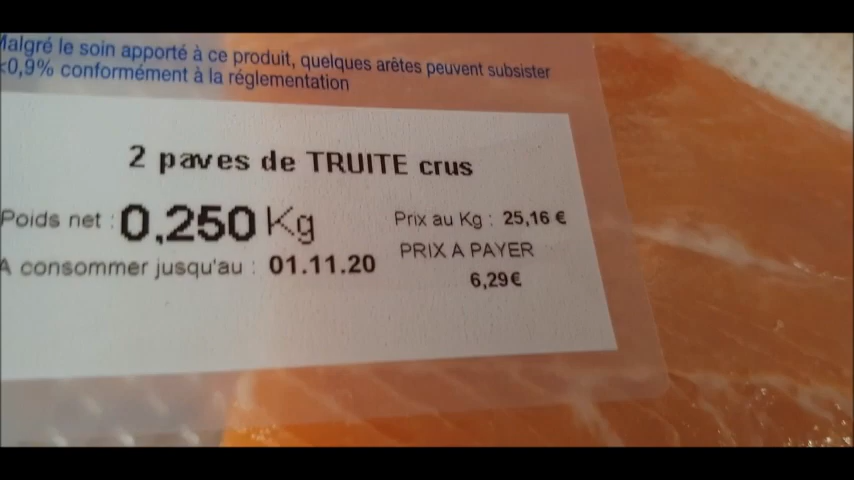 Malgré le soin apporté à ce produit, quelques arêtes peuvent subsister
<0,9% conformément à la réglementation
2 paves de TRUITE crus
Poids net : 0,250 Kg
A consommer jusqu'au : 01.11.20
Prix au Kg : 25,16 €
PRIX A PAYER
6,29€